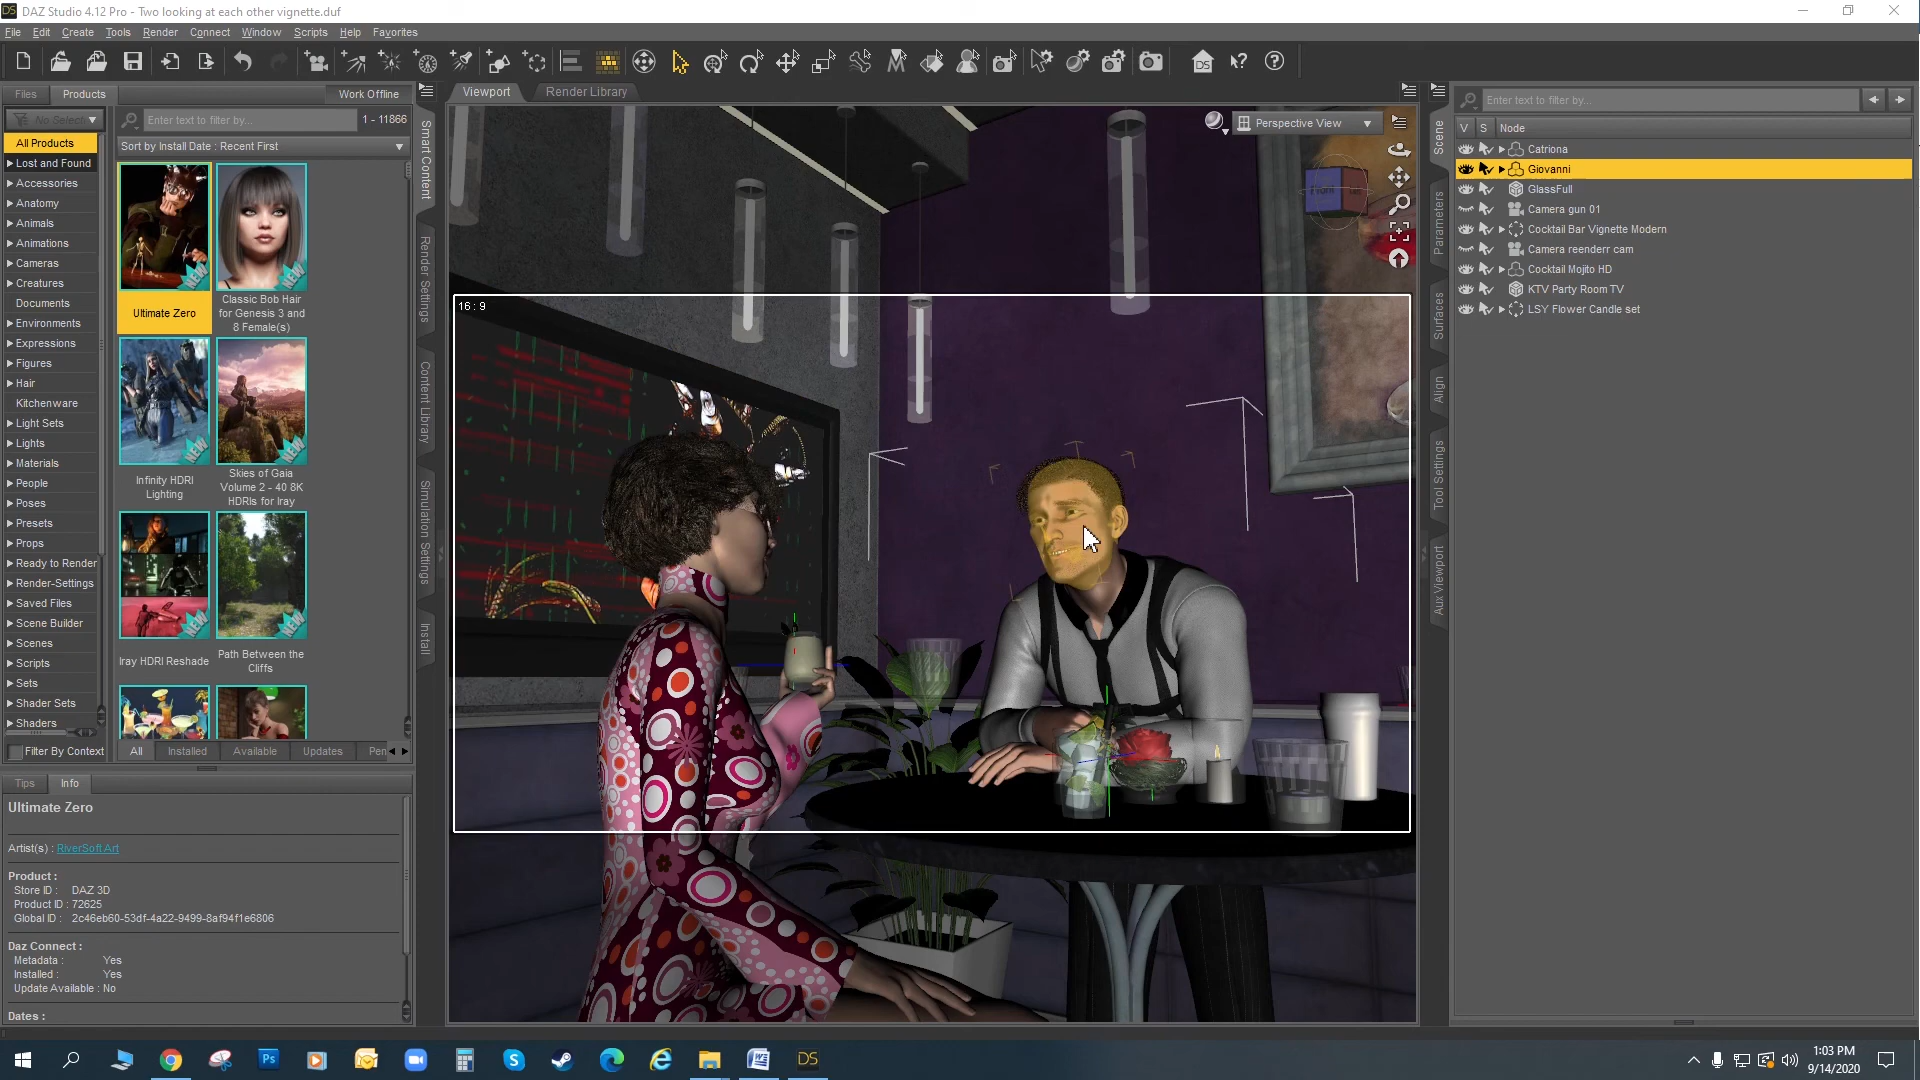 DAZ Studio 4.12 Pro - Two looking at each other vignette.duf
File Edit Create Tools Render Connect Window Scripts Help Favorites
Files Products Work Offline
Enter text to filter by... 1 - 11866
Sort by Install Date : Recent First
All Products
Lost and Found
Accessories
Anatomy
Animals
Animations
Cameras
Creatures
Documents
Environments
Expressions
Figures
Hair
Kitchenware
Light Sets
Lights
Materials
People
Poses
Presets
Props
Ready to Render
Render-Settings
Saved Files
Scene Builder
Scenes
Scripts
Sets
Shader Sets
Shaders
Filter By Context
NEW
Ultimate Zero
NEW
Classic Bob Hair
for Genesis 3 and
8 Female(s)
NEW
Infinity HDRI
Lighting
NEW
Skies of Gaia
Volume 2 - 40 8K
HDRIs for Iray
NEW
Iray HDRI Reshade
NEW
Path Between the
Cliffs
All Installed Available Updates Pen
Tips Info
Ultimate Zero
Artist(s) : RiverSoft Art
Product :
Store ID : DAZ 3D
Product ID : 72625
Global ID : 2c46eb60-53df-4a22-9499-8af94f1e6806
Daz Connect :
Metadata : Yes
Installed : Yes
Update Available : No
Dates :
Smart Content
Render Settings
Content Library
Simulation Settings
Install
Viewport Render Library
Perspective View
16 : 9
Scene
Parameters
Surfaces
Align
Tool Settings
Aux Viewport
Enter text to filter by...
V S Node
Catriona
Giovanni
GlassFull
Camera gun 01
Cocktail Bar Vignette Modern
Camera reenderr cam
Cocktail Mojito HD
KTV Party Room TV
LSY Flower Candle set
1:03 PM
9/14/2020